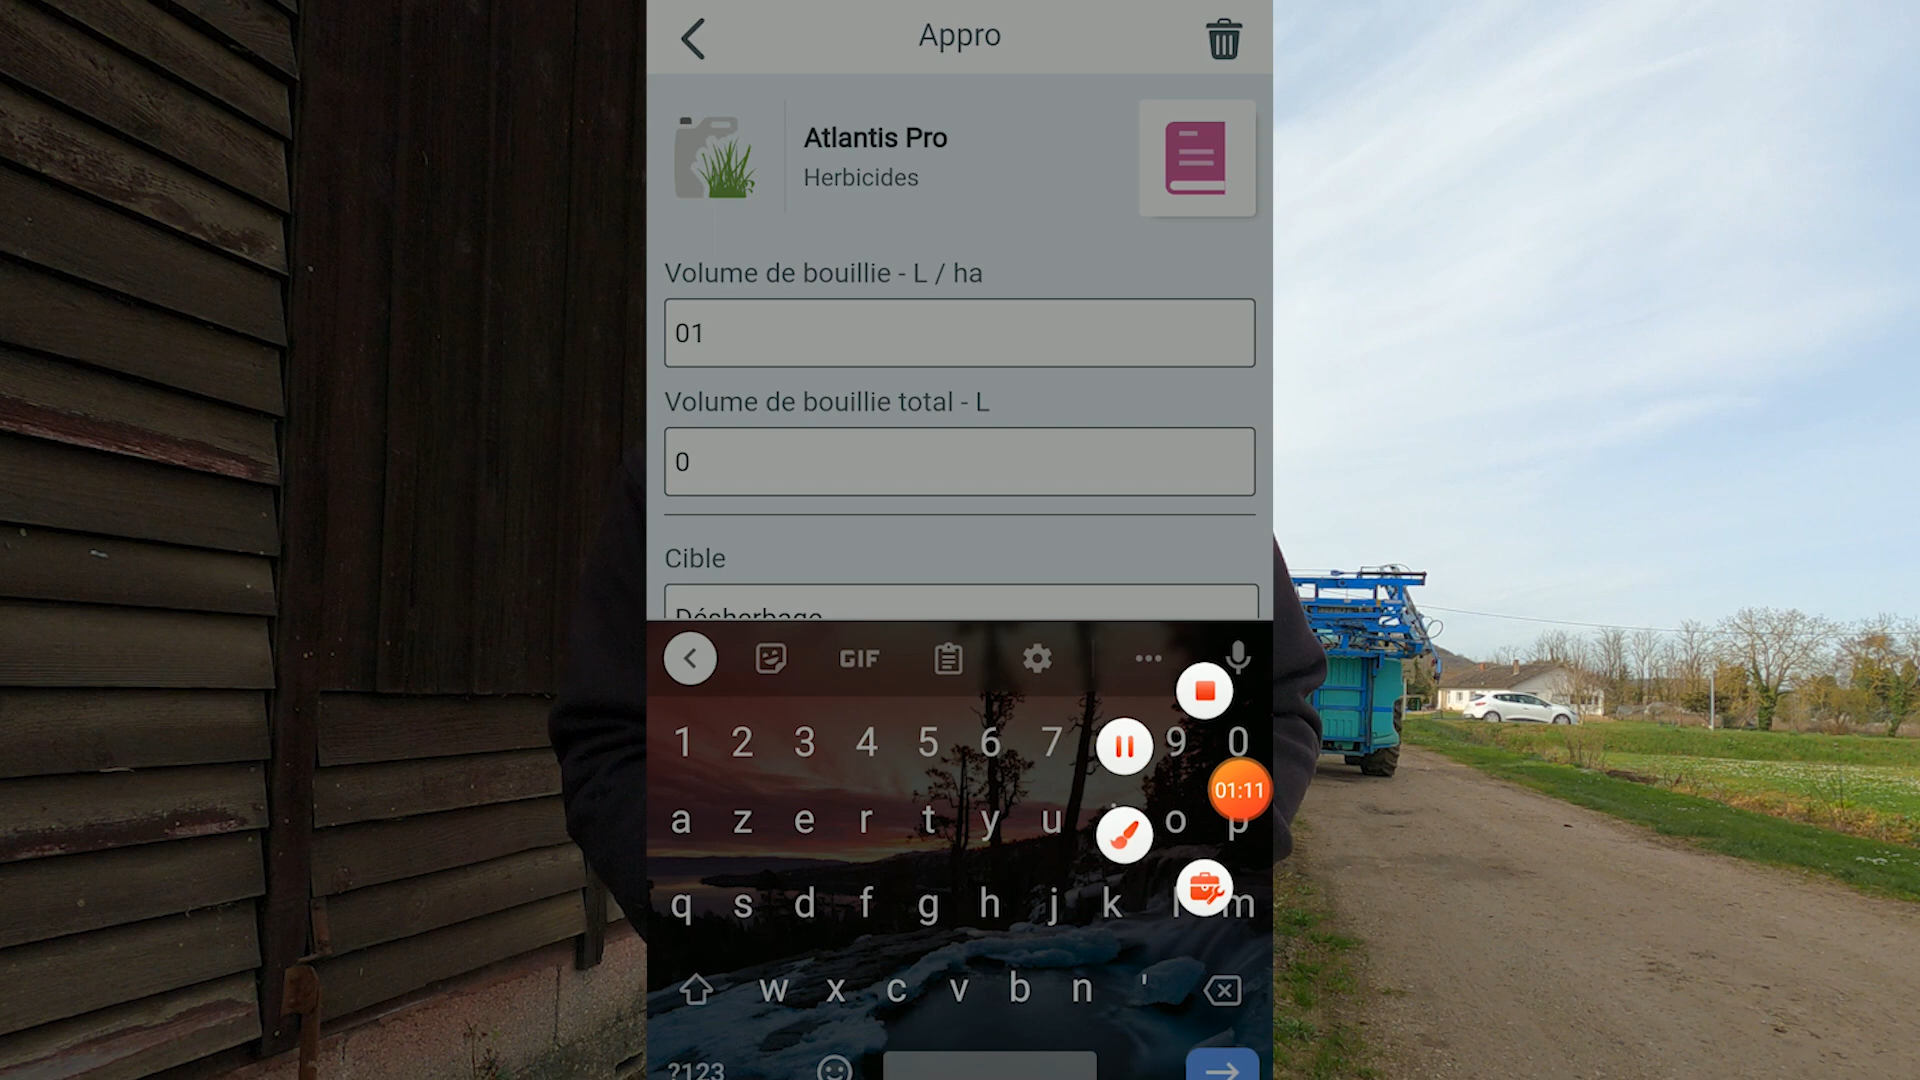 Appro
Atlantis Pro
Herbicides
Volume de bouillie - L / ha
01
Volume de bouillie total - L
0
Cible
Désherbage
GIF
1 2 3 4 5 6 7 9 0
01:11
a z e r t y u o p
q s d f g h j k l m
w x c v b n '
?123